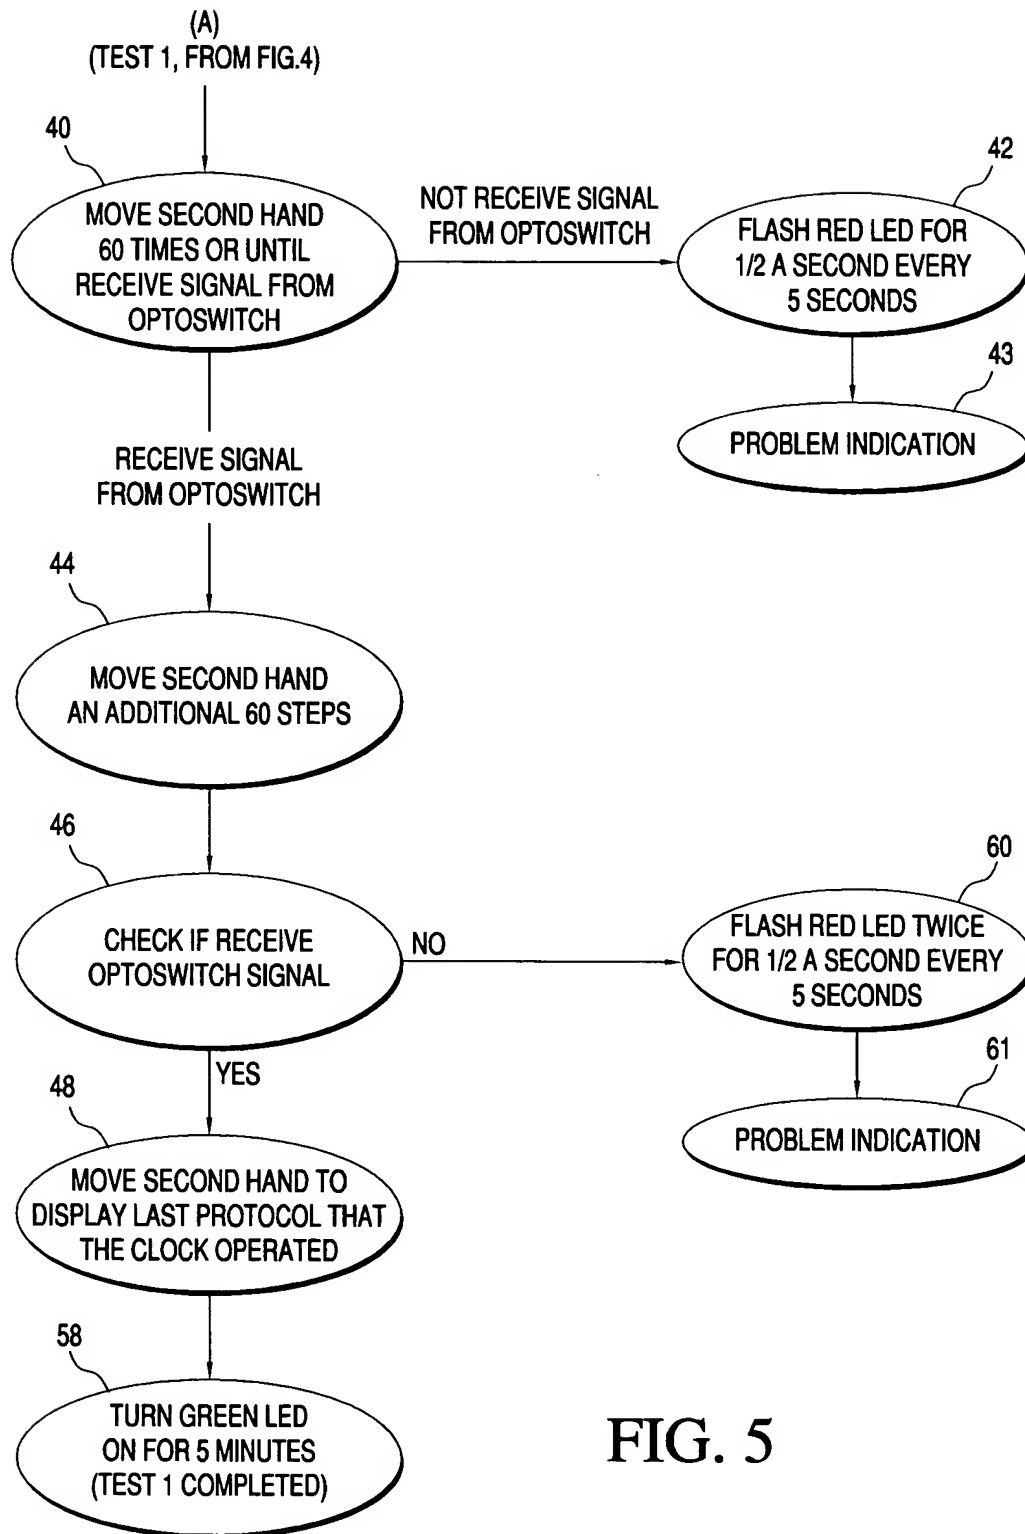 (A)
(TEST 1, FROM FIG.4)
40
MOVE SECOND HAND
60 TIMES OR UNTIL
RECEIVE SIGNAL FROM
OPTOSWITCH
NOT RECEIVE SIGNAL
FROM OPTOSWITCH
42
FLASH RED LED FOR
1/2 A SECOND EVERY
5 SECONDS
43
PROBLEM INDICATION
RECEIVE SIGNAL
FROM OPTOSWITCH
44
MOVE SECOND HAND
AN ADDITIONAL 60 STEPS
46
CHECK IF RECEIVE
OPTOSWITCH SIGNAL
NO
60
FLASH RED LED TWICE
FOR 1/2 A SECOND EVERY
5 SECONDS
61
PROBLEM INDICATION
YES
48
MOVE SECOND HAND TO
DISPLAY LAST PROTOCOL THAT
THE CLOCK OPERATED
58
TURN GREEN LED
ON FOR 5 MINUTES
(TEST 1 COMPLETED)
FIG. 5